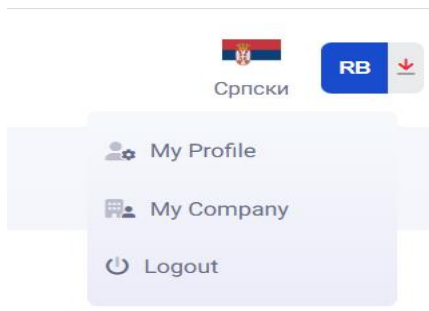 RB
Српски
My Profile
My Company
Logout